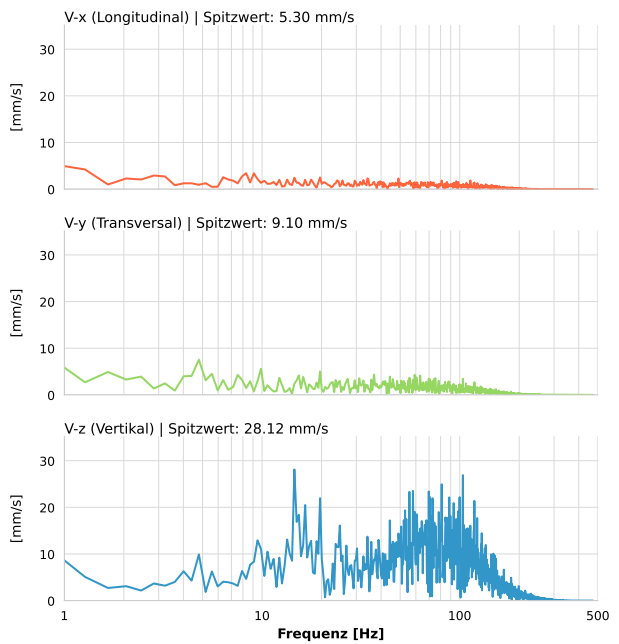 V-x (Longitudinal) | Spitzwert: 5.30 mm/s
30
20
10
0
[mm/s]
V-y (Transversal) | Spitzwert: 9.10 mm/s
30
20
10
0
[mm/s]
V-z (Vertikal) | Spitzwert: 28.12 mm/s
30
20
10
0
[mm/s]
1 10 100 500
Frequenz [Hz]